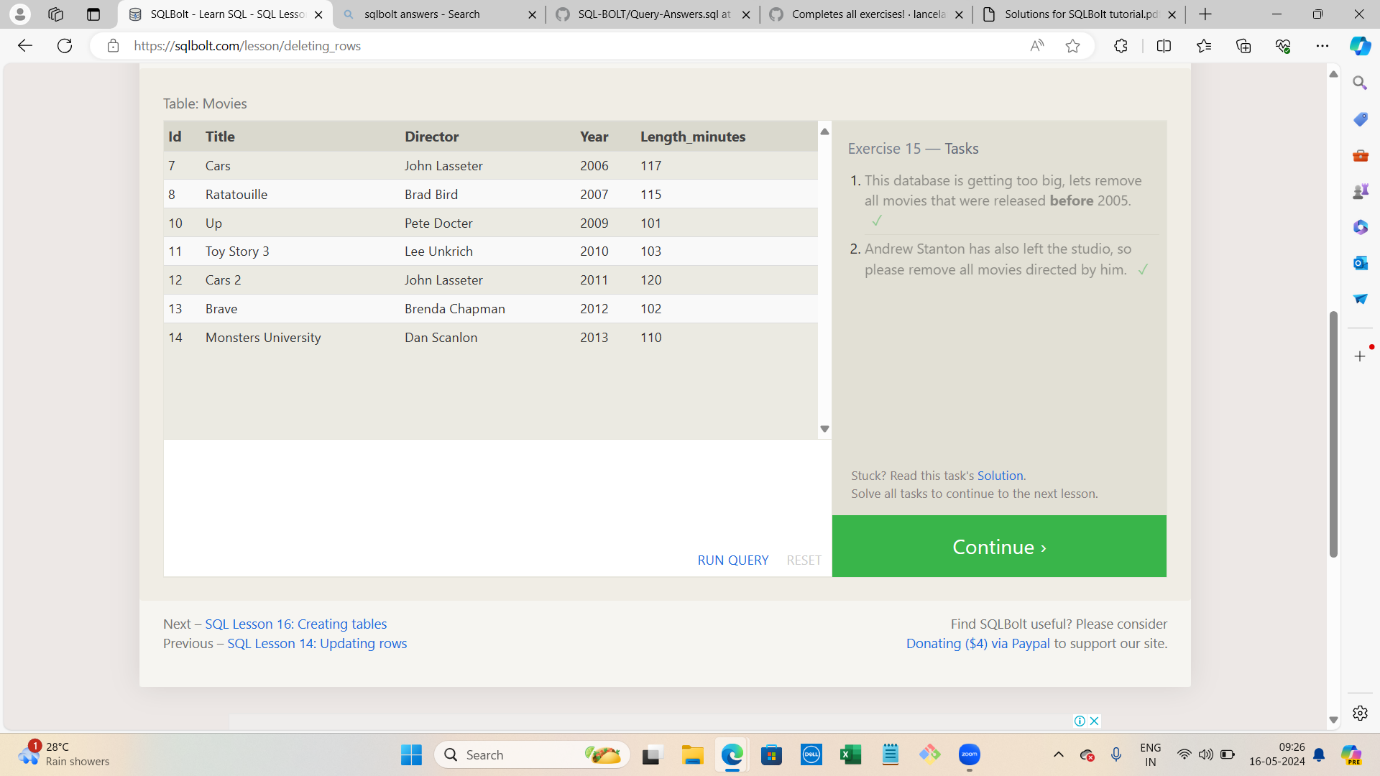 SQLBolt - Learn SQL - SQL Lesso
sqlbolt answers - Search
SQL-BOLT/Query-Answers.sql at
Completes all exercises! · lancela
Solutions for SQLBolt tutorial.pd
https://sqlbolt.com/lesson/deleting_rows
Table: Movies
Id Title Director Year Length_minutes
7 Cars John Lasseter 2006 117
8 Ratatouille Brad Bird 2007 115
10 Up Pete Docter 2009 101
11 Toy Story 3 Lee Unkrich 2010 103
12 Cars 2 John Lasseter 2011 120
13 Brave Brenda Chapman 2012 102
14 Monsters University Dan Scanlon 2013 110
RUN QUERY RESET
Exercise 15 — Tasks
1. This database is getting too big, lets remove
all movies that were released before 2005.
✓
2. Andrew Stanton has also left the studio, so
please remove all movies directed by him. ✓
Stuck? Read this task's Solution.
Solve all tasks to continue to the next lesson.
Continue ›
Next – SQL Lesson 16: Creating tables
Previous – SQL Lesson 14: Updating rows
Find SQLBolt useful? Please consider
Donating ($4) via Paypal to support our site.
1
28°C
Rain showers
Search
DELL
zoom
ENG
IN
09:26
16-05-2024
PRE